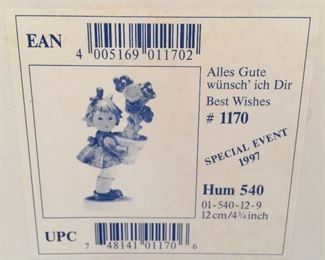 EAN
4 005169 011702
Alles Gute
wünsch' ich Dir
Best Wishes
# 1170
SPECIAL EVENT
1997
Hum 540
01-540-12-9
12 cm/4¾ inch
UPC
7 48141 01170 6